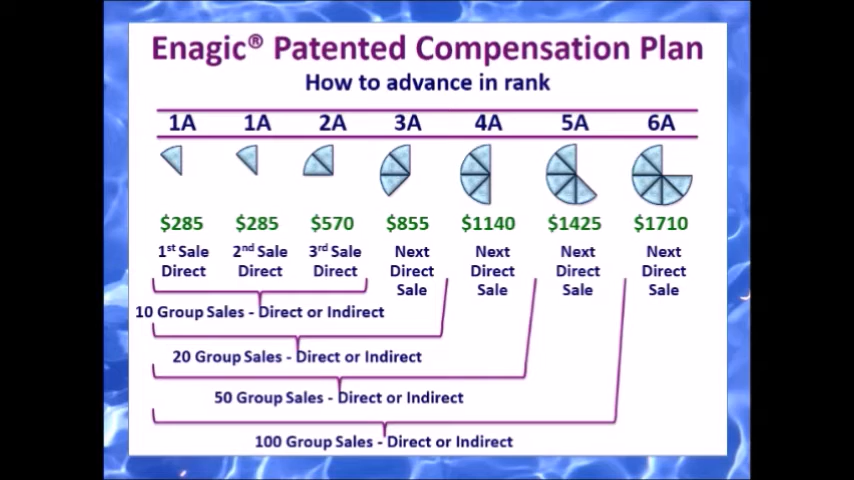 Enagic® Patented Compensation Plan
How to advance in rank
1A 1A 2A 3A 4A 5A 6A
$285 $285 $570 $855 $1140 $1425 $1710
1st Sale Direct
2nd Sale Direct
3rd Sale Direct
Next Direct Sale
Next Direct Sale
Next Direct Sale
Next Direct Sale
10 Group Sales - Direct or Indirect
20 Group Sales - Direct or Indirect
50 Group Sales - Direct or Indirect
100 Group Sales - Direct or Indirect